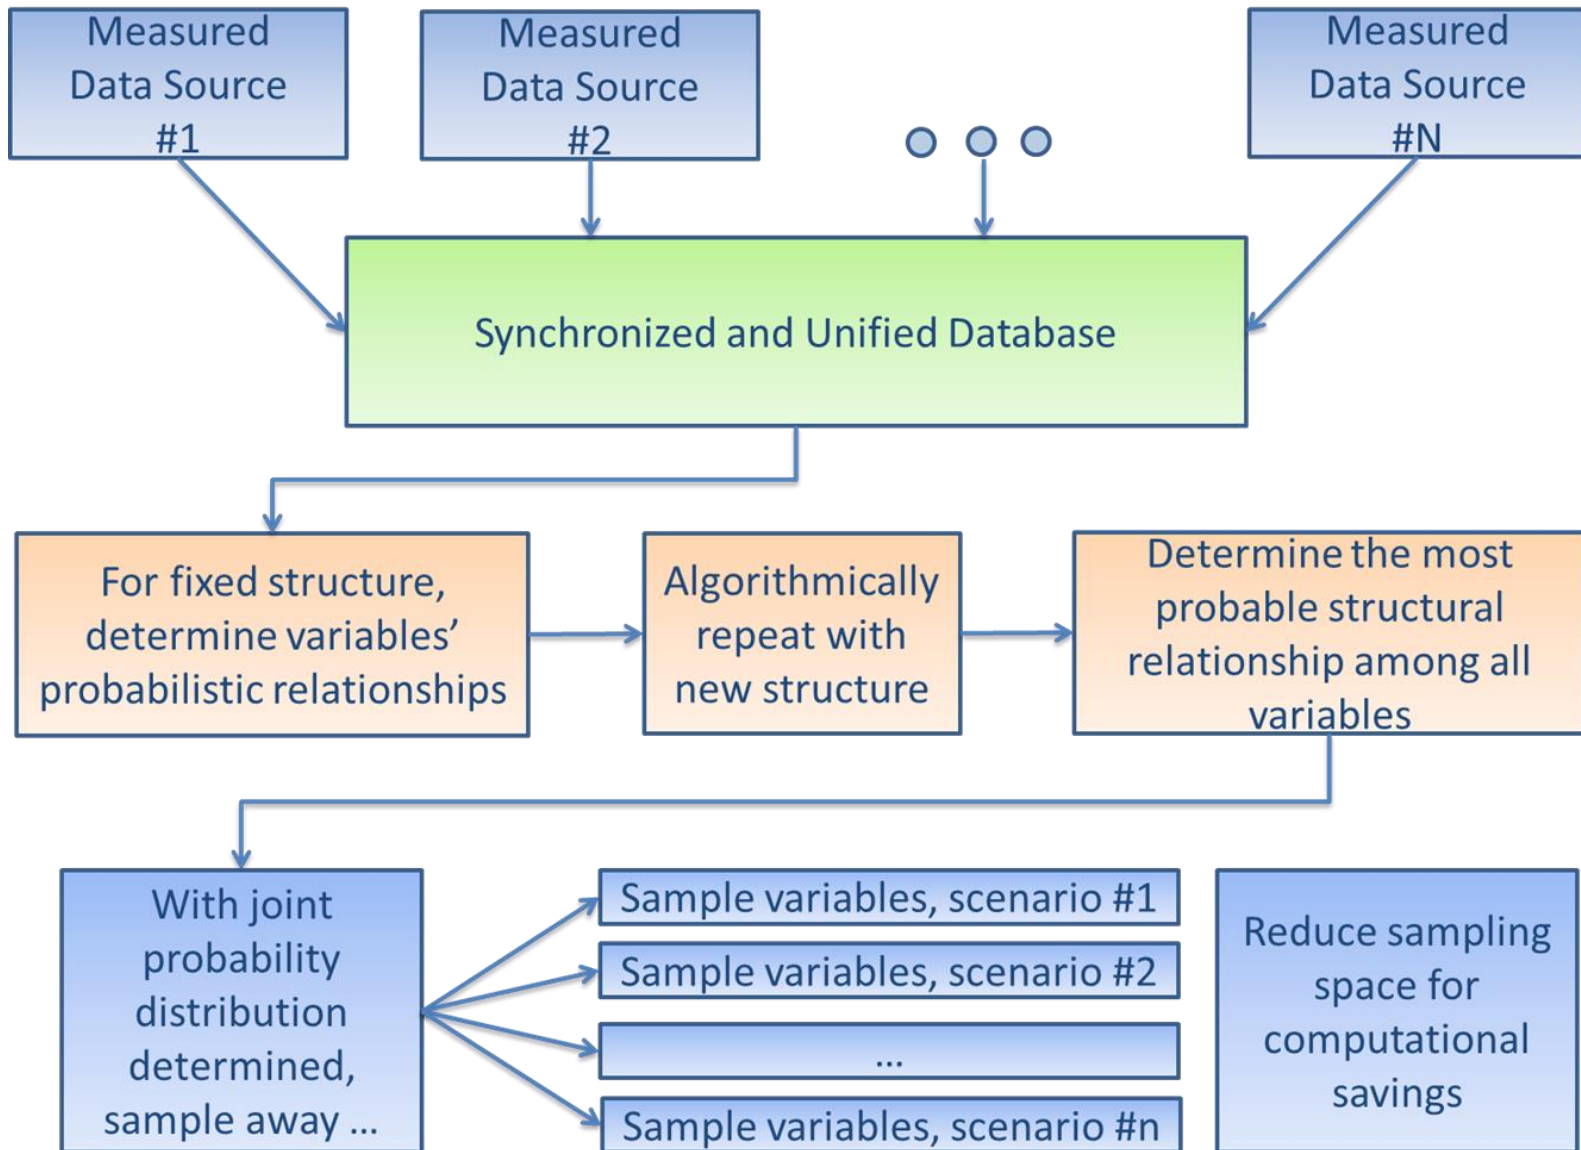 Measured
Data Source
#1
Measured
Data Source
#2
Measured
Data Source
#N
Synchronized and Unified Database
For fixed structure,
determine variables’
probabilistic relationships
Algorithmically
repeat with
new structure
Determine the most
probable structural
relationship among all
variables
With joint
probability
distribution
determined,
sample away ...
Sample variables, scenario #1
Sample variables, scenario #2
...
Sample variables, scenario #n
Reduce sampling
space for
computational
savings